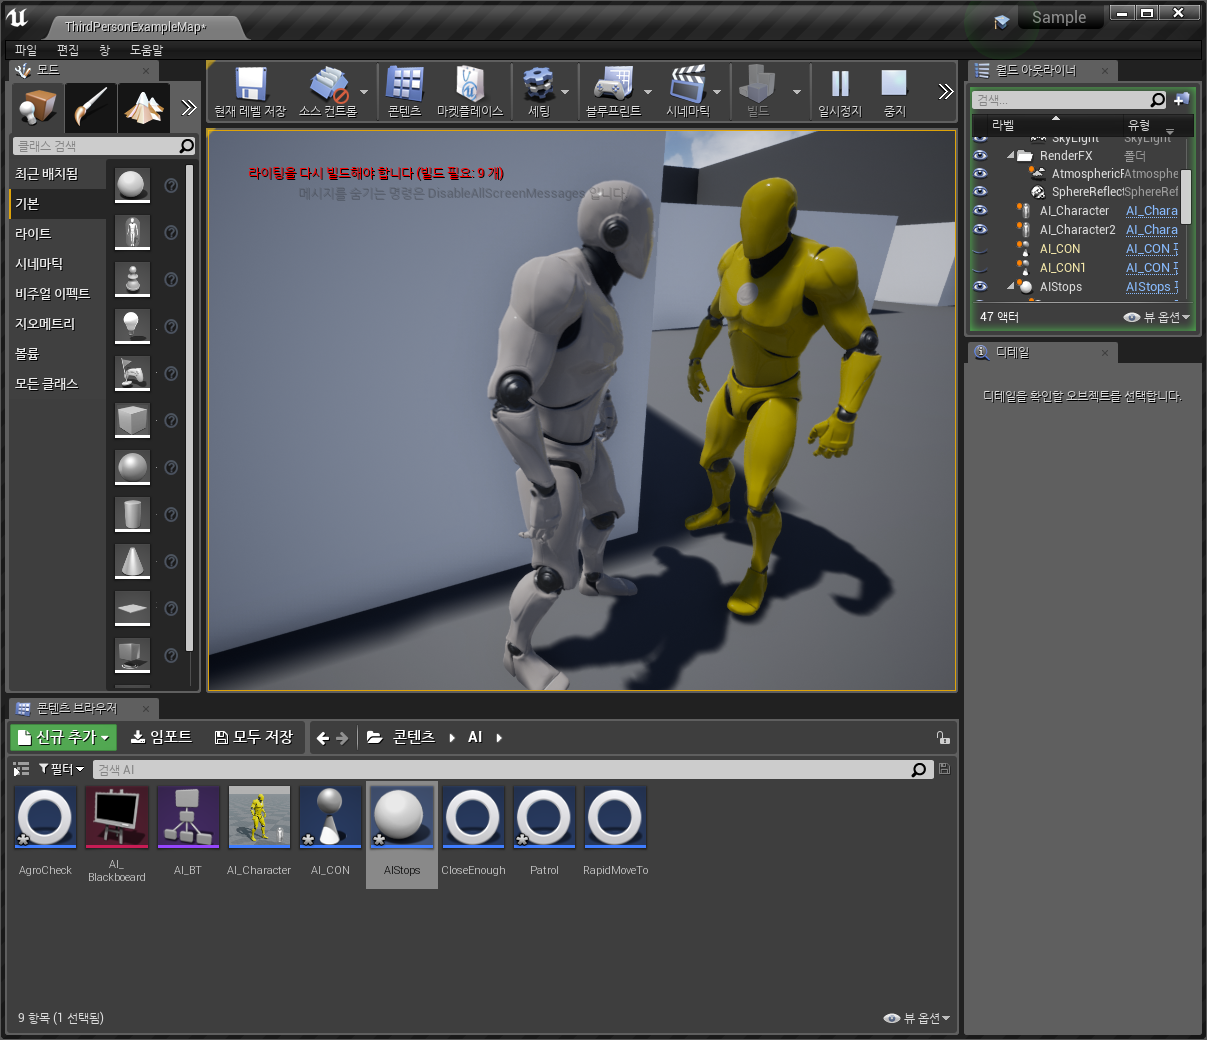 ThirdPersonExampleMap*
Sample
파일 편집 창 도움말
모드
클래스 검색
최근 배치됨
기본
라이트
시네마틱
비주얼 이펙트
지오메트리
볼륨
모든 클래스
현재 레벨 저장
소스 컨트롤
콘텐츠
마켓플레이스
세팅
블루프린트
시네마틱
빌드
일시정지
중지
라이팅을 다시 빌드해야 합니다 (빌드 필요: 9 개)
메시지를 숨기는 명령은 DisableAllScreenMessages 입니다
월드 아웃라이너
검색...
라벨 유형
SkyLight SkyLight
RenderFX 폴더
AtmosphericF Atmosphe
SphereReflect SphereRef
AI_Character AI_Chara
AI_Character2 AI_Chara
AI_CON AI_CON
AI_CON1 AI_CON
AIStops AIStops
47 액터 뷰 옵션
디테일
디테일을 확인할 오브젝트를 선택합니다.
콘텐츠 브라우저
신규 추가 임포트 모두 저장 콘텐츠 AI
필터 검색 AI
AgroCheck
AI_
Blackboeard
AI_BT
AI_Character
AI_CON
AIStops
CloseEnough
Patrol
RapidMoveTo
9 항목 (1 선택됨) 뷰 옵션